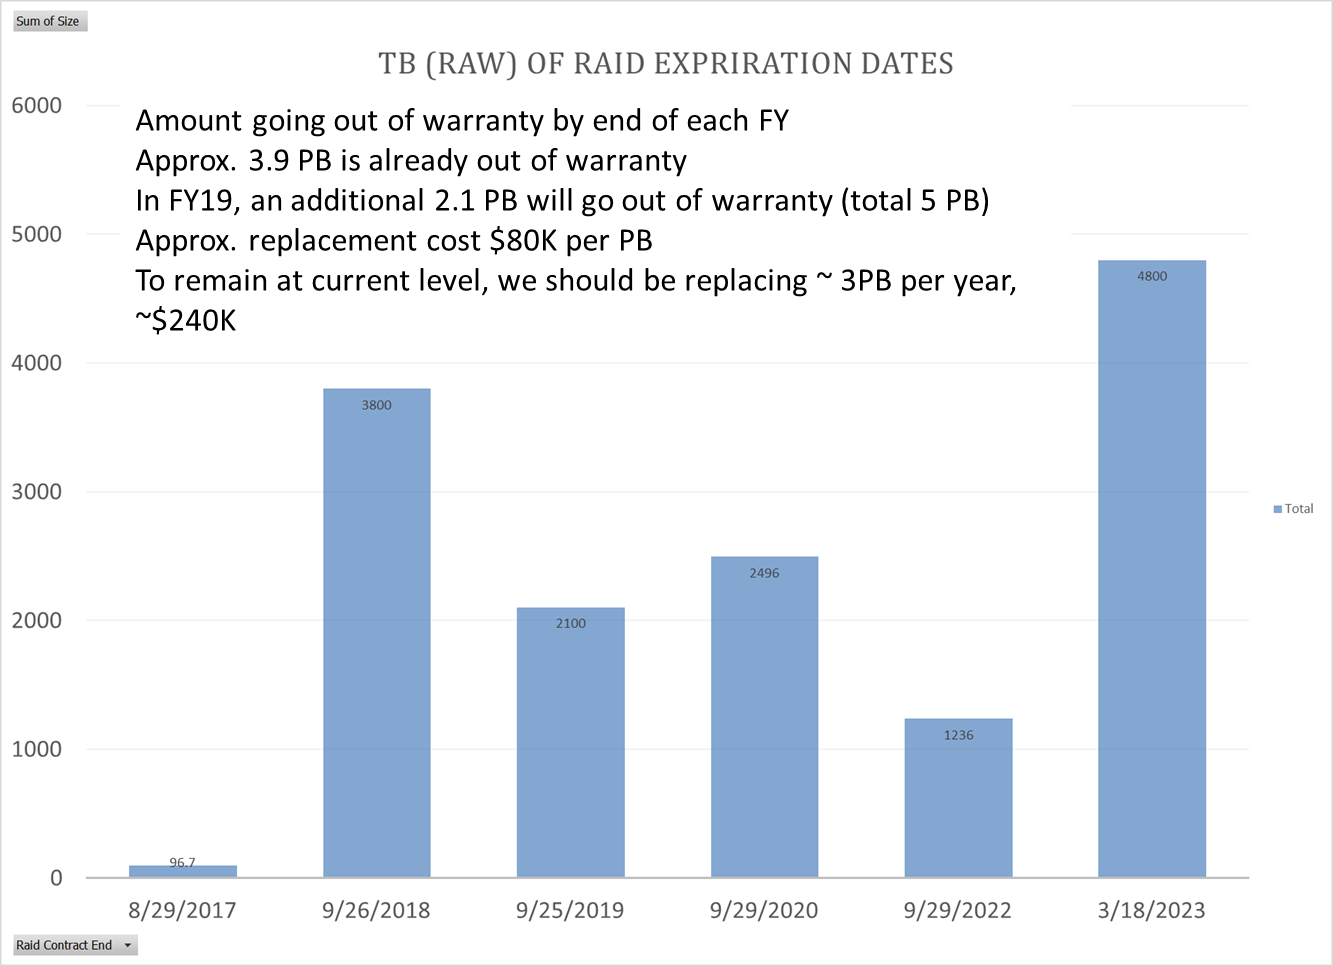 Sum of Size
TB (RAW) OF RAID EXPRIRATION DATES
Amount going out of warranty by end of each FY
Approx. 3.9 PB is already out of warranty
In FY19, an additional 2.1 PB will go out of warranty (total 5 PB)
Approx. replacement cost $80K per PB
To remain at current level, we should be replacing ~ 3PB per year,
~$240K
6000
5000
4000
3000
2000
1000
0
96.7
3800
2100
2496
1236
4800
8/29/2017
9/26/2018
9/25/2019
9/29/2020
9/29/2022
3/18/2023
Total
Raid Contract End